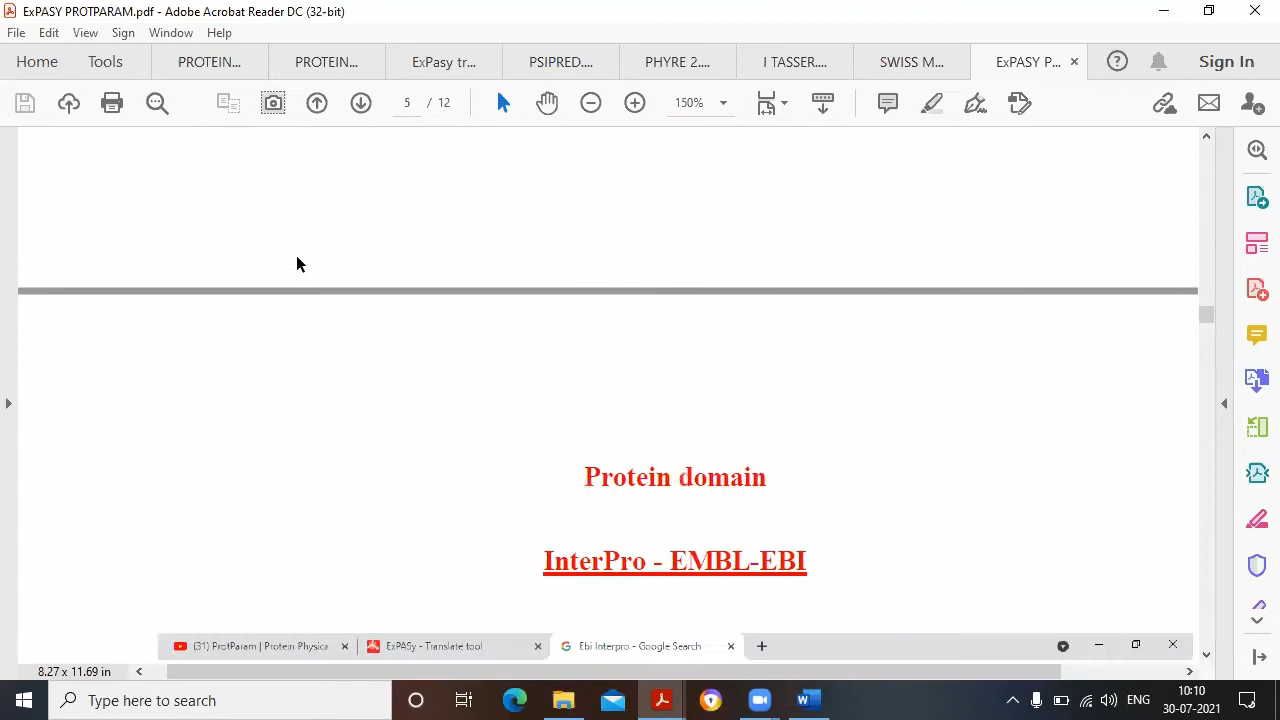 ExPASY PROTPARAM.pdf - Adobe Acrobat Reader DC (32-bit)
File Edit View Sign Window Help
Home Tools PROTEIN... PROTEIN... ExPasy tr.... PSIPRED.... PHYRE 2.... I TASSER.... SWISS M... ExPASY P... Sign In
5 / 12 150%
Protein domain
InterPro - EMBL-EBI
(31) ProtParam | Protein Physica ExPASy - Translate tool Ebi Interpro - Google Search
8.27 x 11.69 in
Type here to search ENG 10:10
30-07-2021